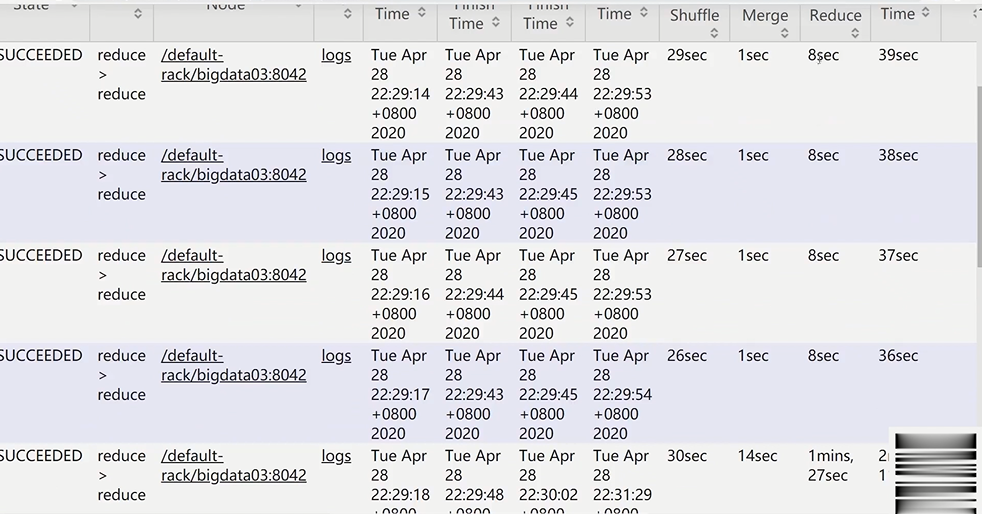 State Node Time Finish Time Finish Time Time Shuffle Merge Reduce Time
SUCCEEDED reduce > reduce /default-rack/bigdata03:8042 logs Tue Apr 28 22:29:14 +0800 2020 Tue Apr 28 22:29:43 +0800 2020 Tue Apr 28 22:29:44 +0800 2020 Tue Apr 28 22:29:53 +0800 2020 29sec 1sec 8sec 39sec
SUCCEEDED reduce > reduce /default-rack/bigdata03:8042 logs Tue Apr 28 22:29:15 +0800 2020 Tue Apr 28 22:29:43 +0800 2020 Tue Apr 28 22:29:45 +0800 2020 Tue Apr 28 22:29:53 +0800 2020 28sec 1sec 8sec 38sec
SUCCEEDED reduce > reduce /default-rack/bigdata03:8042 logs Tue Apr 28 22:29:16 +0800 2020 Tue Apr 28 22:29:44 +0800 2020 Tue Apr 28 22:29:45 +0800 2020 Tue Apr 28 22:29:53 +0800 2020 27sec 1sec 8sec 37sec
SUCCEEDED reduce > reduce /default-rack/bigdata03:8042 logs Tue Apr 28 22:29:17 +0800 2020 Tue Apr 28 22:29:43 +0800 2020 Tue Apr 28 22:29:45 +0800 2020 Tue Apr 28 22:29:54 +0800 2020 26sec 1sec 8sec 36sec
SUCCEEDED reduce > reduce /default-rack/bigdata03:8042 logs Tue Apr 28 22:29:18 Tue Apr 28 22:29:48 Tue Apr 28 22:30:02 Tue Apr 28 22:31:29 30sec 14sec 1mins, 27sec